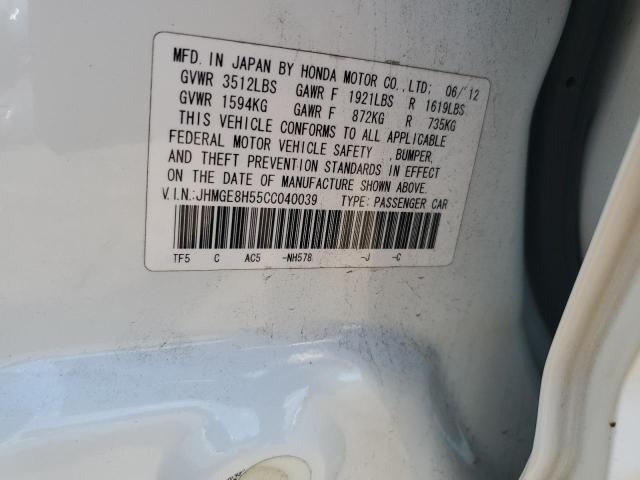 MFD. IN JAPAN BY HONDA MOTOR CO., LTD; 06/'12
GVWR 3512LBS GAWR F 1921LBS R 1619LBS
GVWR 1594KG GAWR F 872KG R 735KG
THIS VEHICLE CONFORMS TO ALL APPLICABLE
FEDERAL MOTOR VEHICLE SAFETY , BUMPER,
AND THEFT PREVENTION STANDARDS IN EFFECT
ON THE DATE OF MANUFACTURE SHOWN ABOVE.
V.I.N.:JHMGE8H55CC040039 TYPE: PASSENGER CAR
TF5 C AC5 -NH578 -J -C